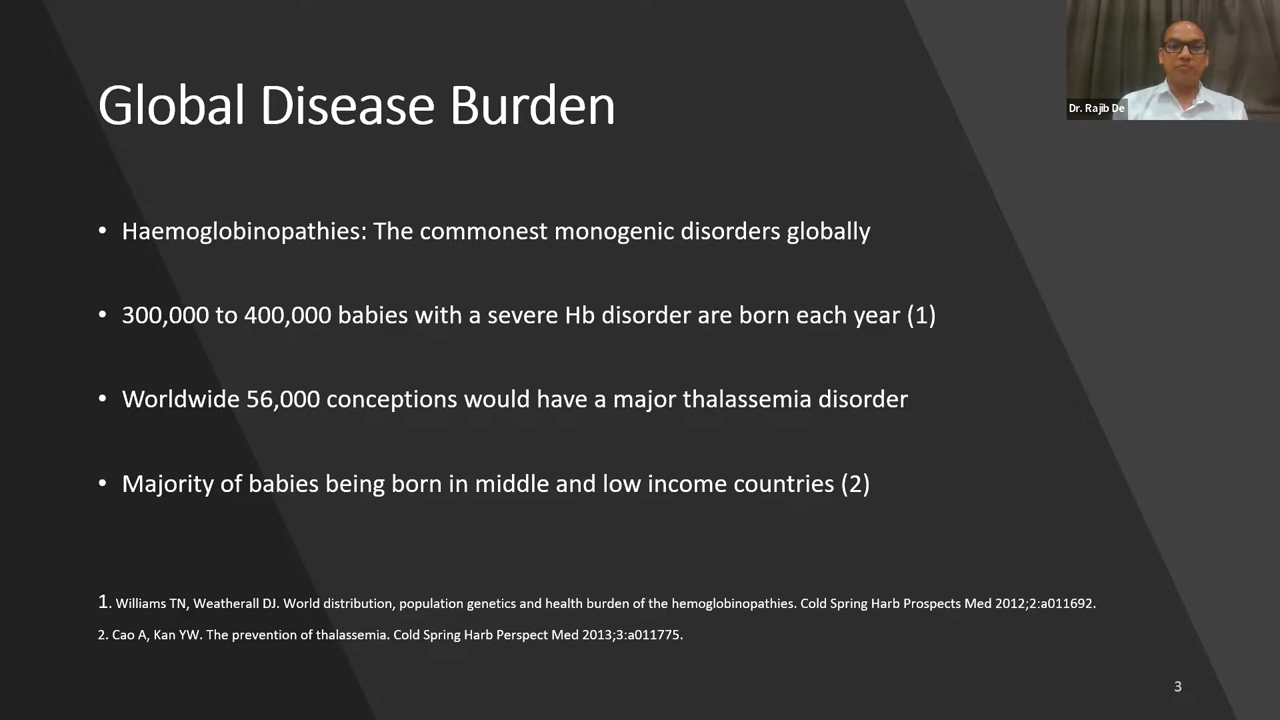 Dr. Rajib De
Global Disease Burden
• Haemoglobinopathies: The commonest monogenic disorders globally
• 300,000 to 400,000 babies with a severe Hb disorder are born each year (1)
• Worldwide 56,000 conceptions would have a major thalassemia disorder
• Majority of babies being born in middle and low income countries (2)
1. Williams TN, Weatherall DJ. World distribution, population genetics and health burden of the hemoglobinopathies. Cold Spring Harb Prospects Med 2012;2:a011692.
2. Cao A, Kan YW. The prevention of thalassemia. Cold Spring Harb Perspect Med 2013;3:a011775.
3